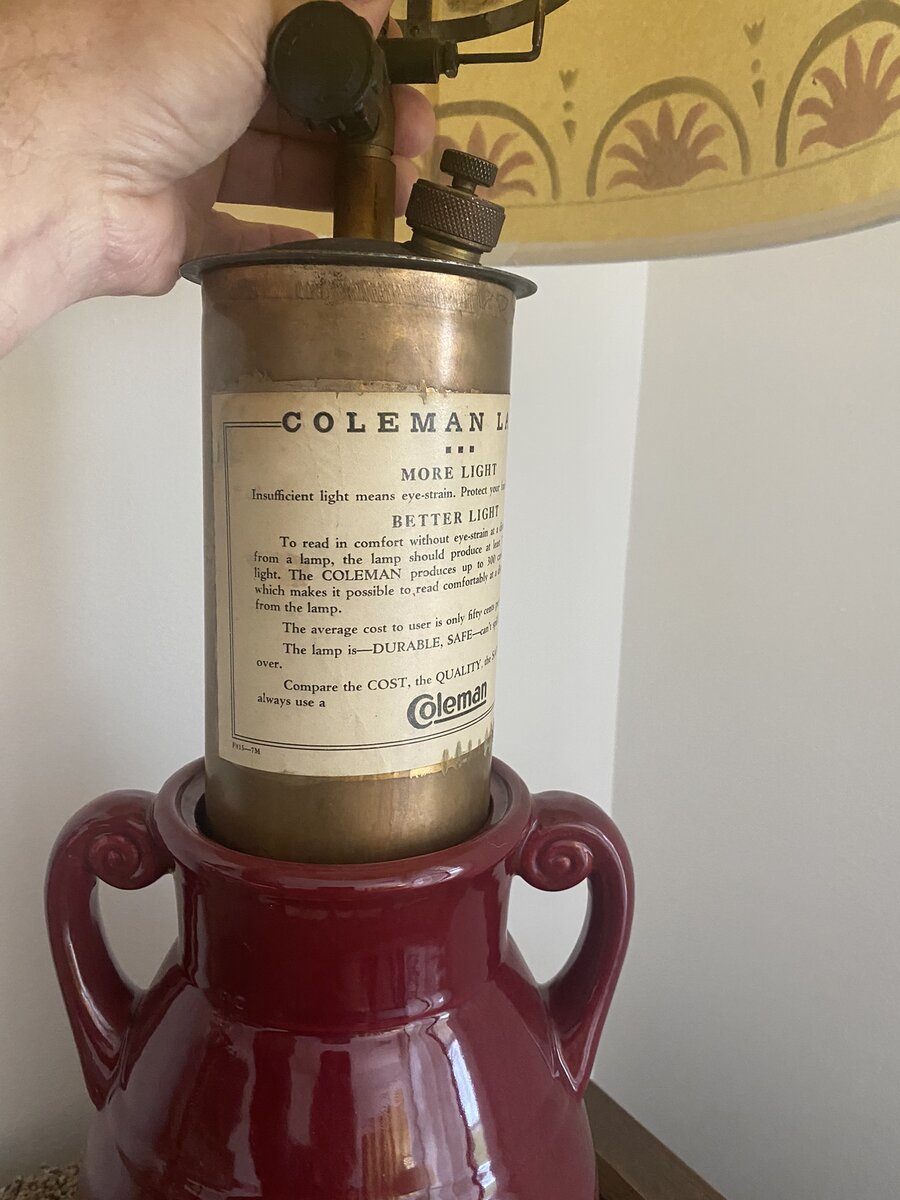 COLEMAN
MORE LIGHT
Insufficient light means eye-strain. Protect your
BETTER LIGHT
To read in comfort without eye-strain at a
from a lamp, the lamp should produce at least
light. The COLEMAN produces up to 300
which makes it possible to read comfortably at a
from the lamp.
The average cost to user is only fifty cents
The lamp is—DURABLE, SAFE—can't
over.
Compare the COST, the QUALITY, the
always use a
Coleman